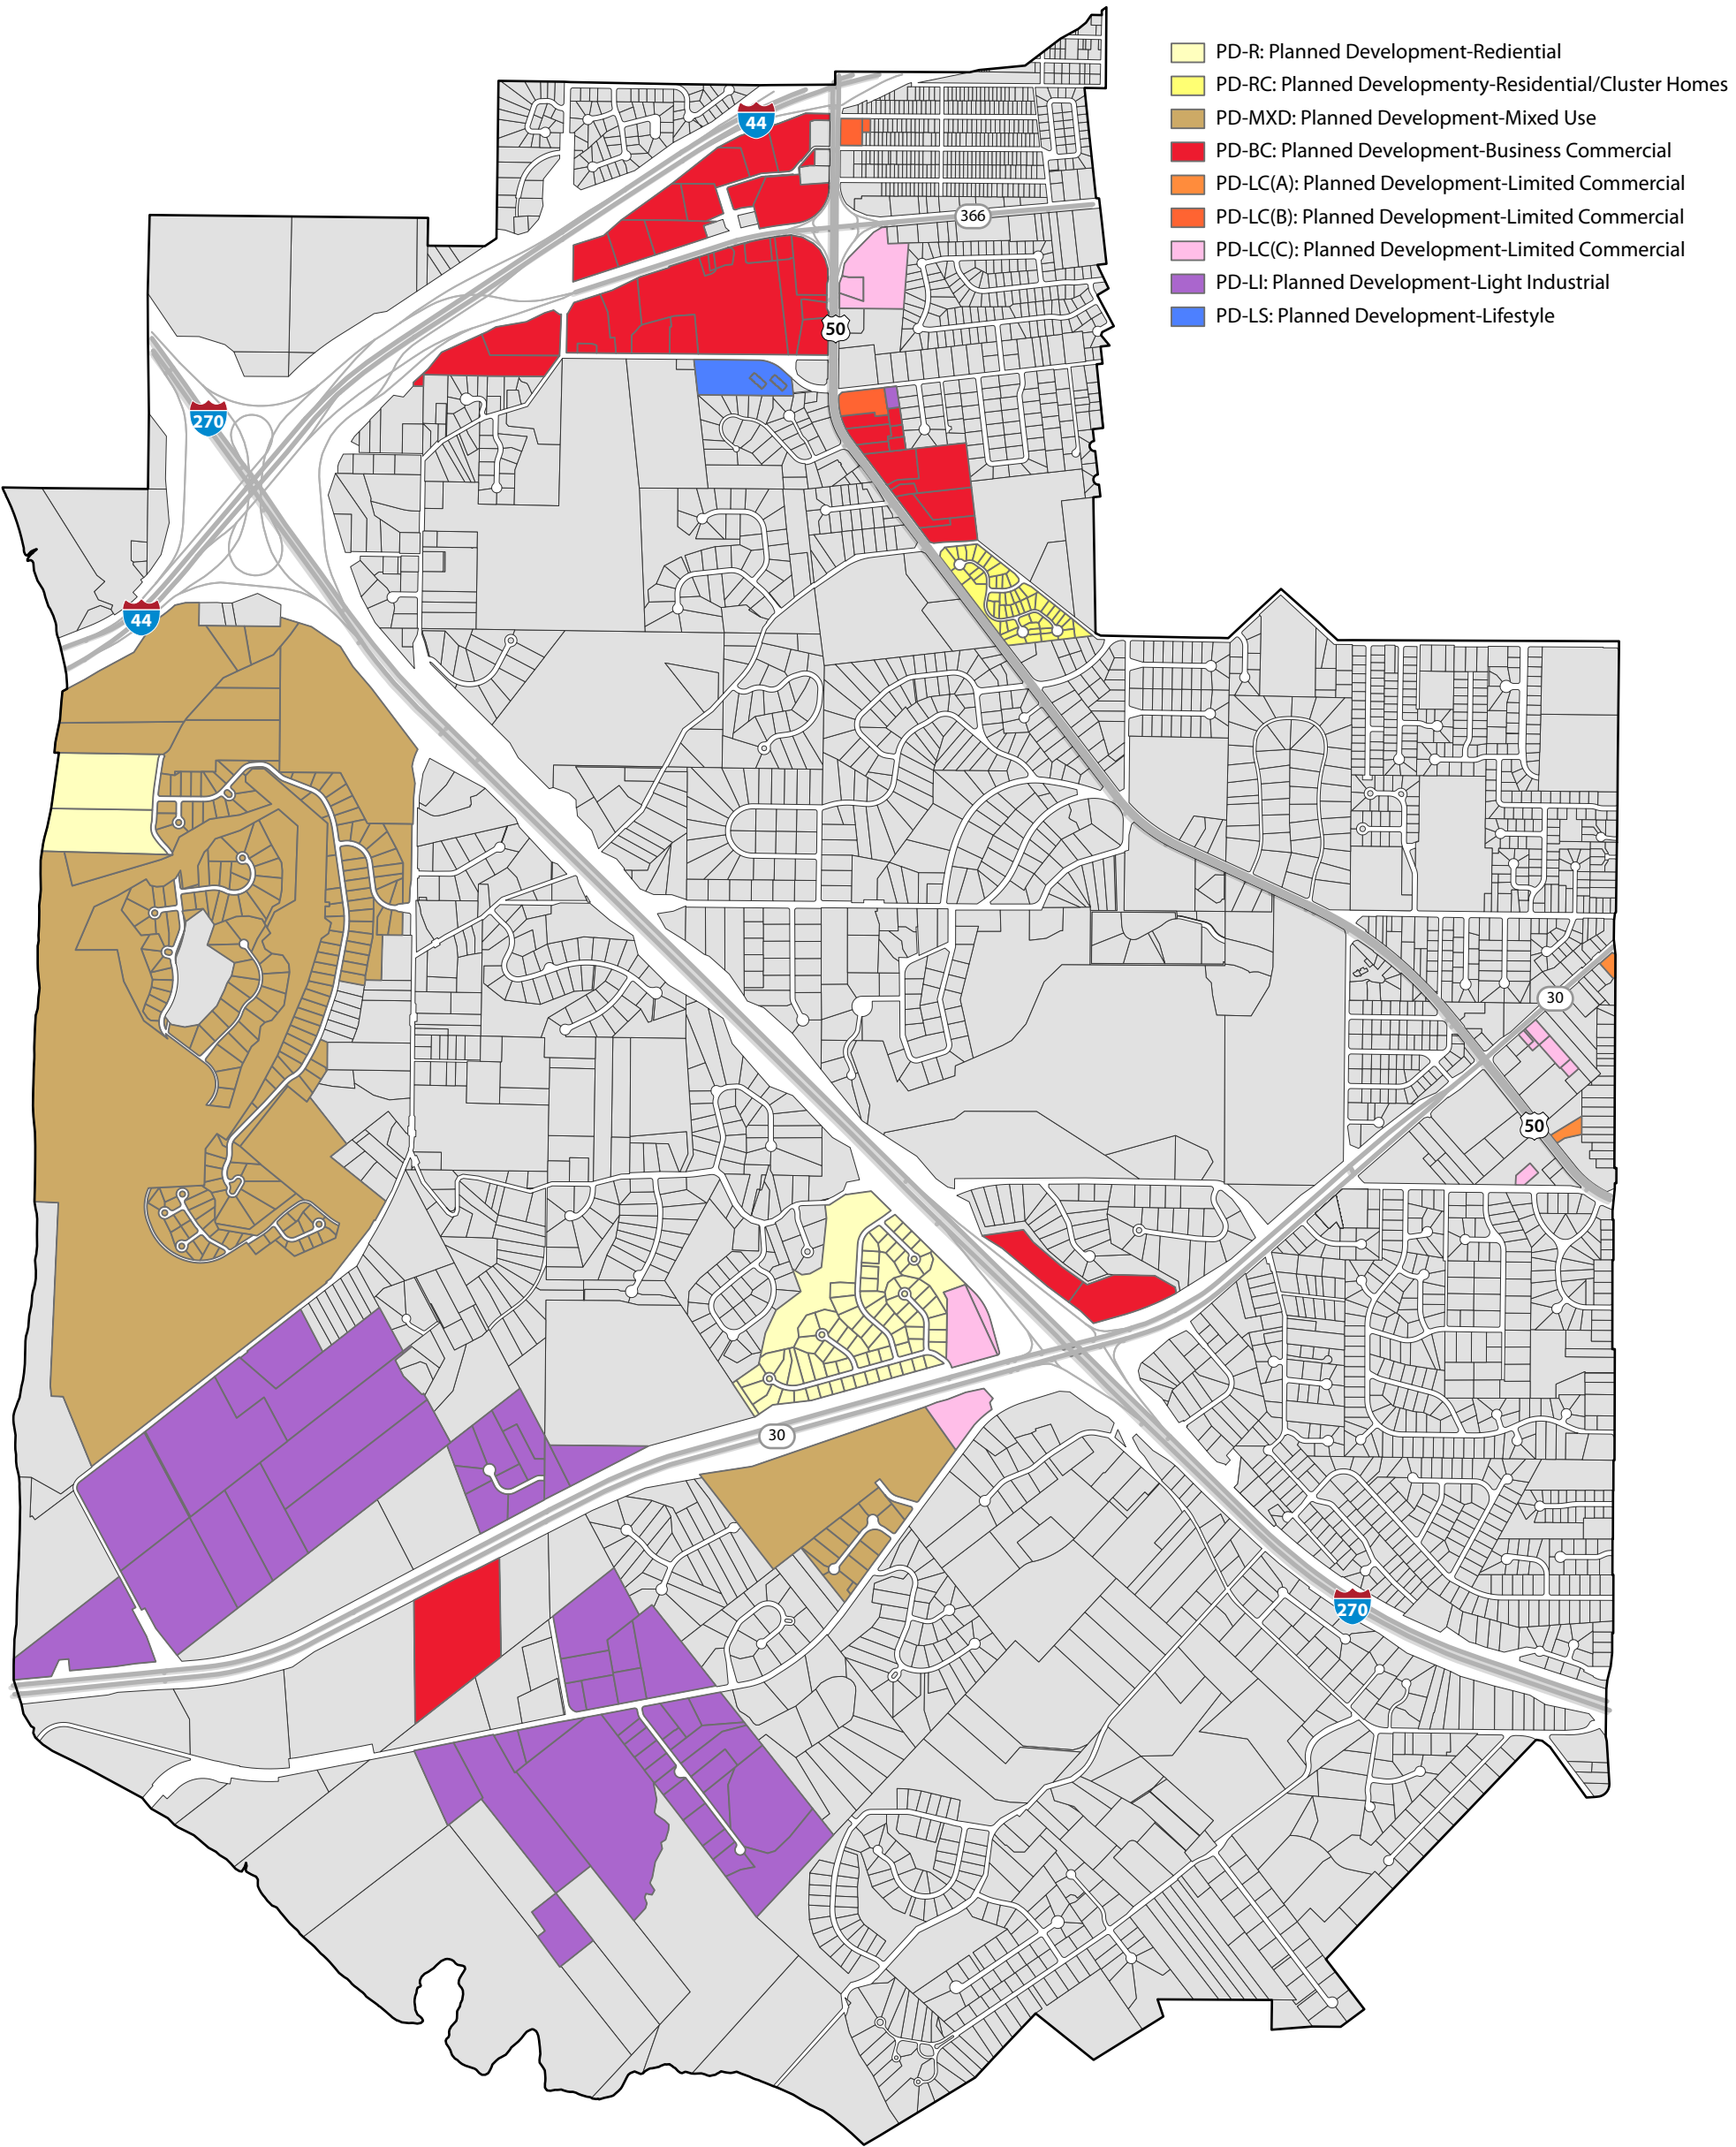 PD-R: Planned Development-Rediential
PD-RC: Planned Developmenty-Residential/Cluster Homes
PD-MXD: Planned Development-Mixed Use
PD-BC: Planned Development-Business Commercial
PD-LC(A): Planned Development-Limited Commercial
PD-LC(B): Planned Development-Limited Commercial
PD-LC(C): Planned Development-Limited Commercial
PD-LI: Planned Development-Light Industrial
PD-LS: Planned Development-Lifestyle
44
366
50
270
44
30
50
30
270